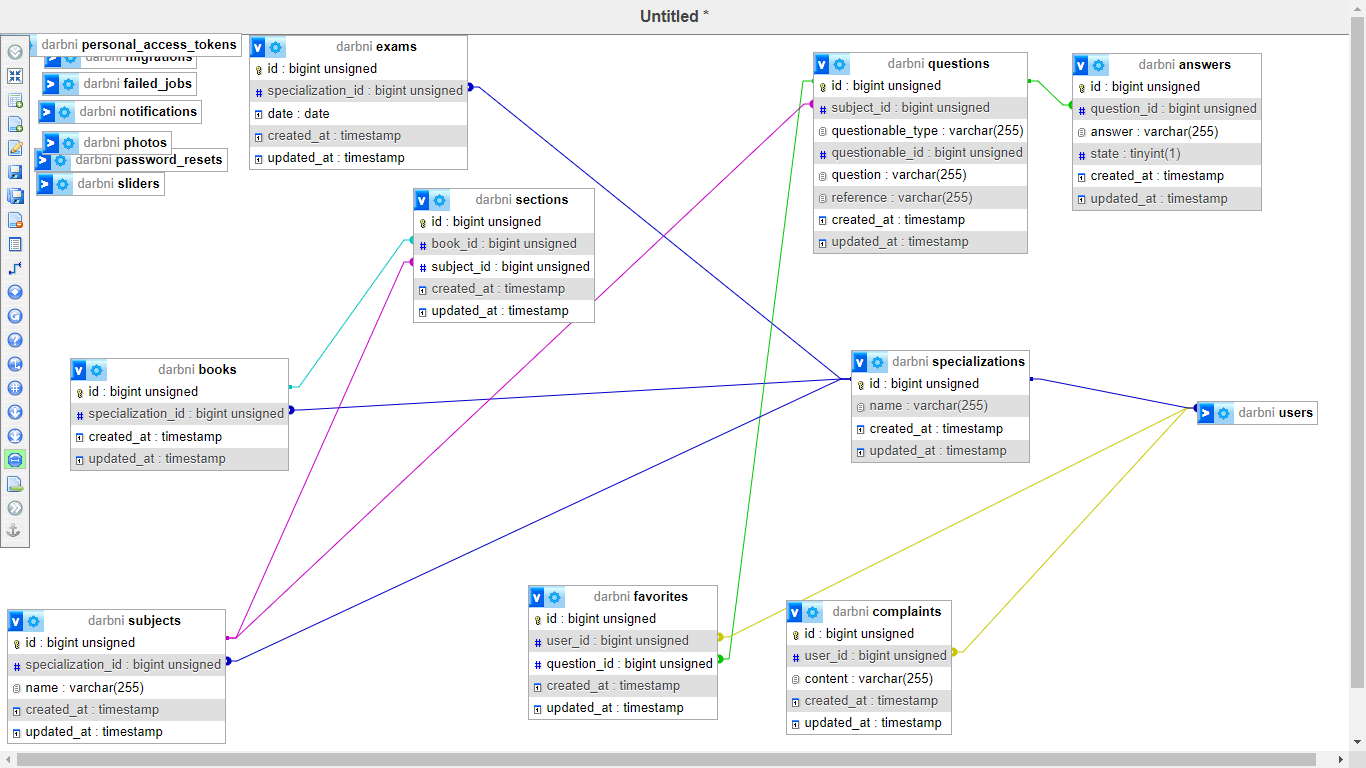 Untitled *
darbni personal_access_tokens
darbni migrations
darbni failed_jobs
darbni notifications
darbni photos
darbni password_resets
darbni sliders
darbni exams
id : bigint unsigned
specialization_id : bigint unsigned
date : date
created_at : timestamp
updated_at : timestamp
darbni sections
id : bigint unsigned
book_id : bigint unsigned
subject_id : bigint unsigned
created_at : timestamp
updated_at : timestamp
darbni questions
id : bigint unsigned
subject_id : bigint unsigned
questionable_type : varchar(255)
questionable_id : bigint unsigned
question : varchar(255)
reference : varchar(255)
created_at : timestamp
updated_at : timestamp
darbni answers
id : bigint unsigned
question_id : bigint unsigned
answer : varchar(255)
state : tinyint(1)
created_at : timestamp
updated_at : timestamp
darbni books
id : bigint unsigned
specialization_id : bigint unsigned
created_at : timestamp
updated_at : timestamp
darbni specializations
id : bigint unsigned
name : varchar(255)
created_at : timestamp
updated_at : timestamp
darbni users
darbni subjects
id : bigint unsigned
specialization_id : bigint unsigned
name : varchar(255)
created_at : timestamp
updated_at : timestamp
darbni favorites
id : bigint unsigned
user_id : bigint unsigned
question_id : bigint unsigned
created_at : timestamp
updated_at : timestamp
darbni complaints
id : bigint unsigned
user_id : bigint unsigned
content : varchar(255)
created_at : timestamp
updated_at : timestamp